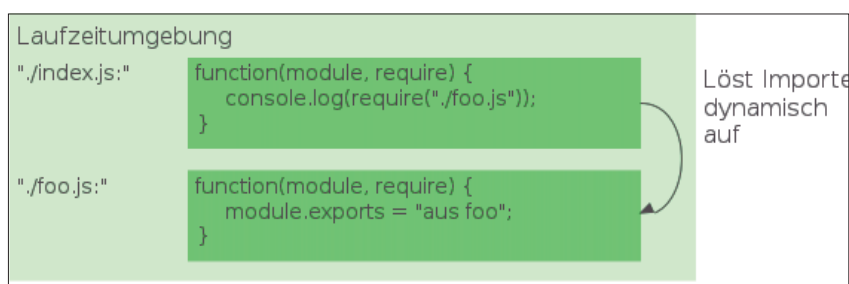 Laufzeitumgebung
"./index.js:"
function(module, require) {
console.log(require("./foo.js"));
}
Löst Importe
dynamisch
auf
"./foo.js:"
function(module, require) {
module.exports = "aus foo";
}